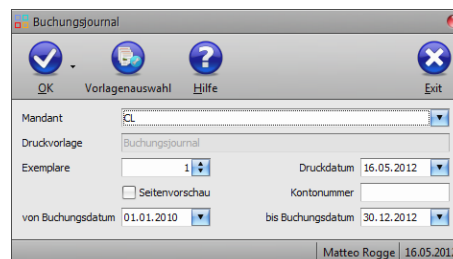 Buchungsjournal
OK Vorlagenauswahl Hilfe Exit
Mandant CL
Druckvorlage Buchungsjournal
Exemplare 1 Druckdatum 16.05.2012
Seitenvorschau Kontonummer
von Buchungsdatum 01.01.2010 bis Buchungsdatum 30.12.2012
Matteo Rogge 16.05.201